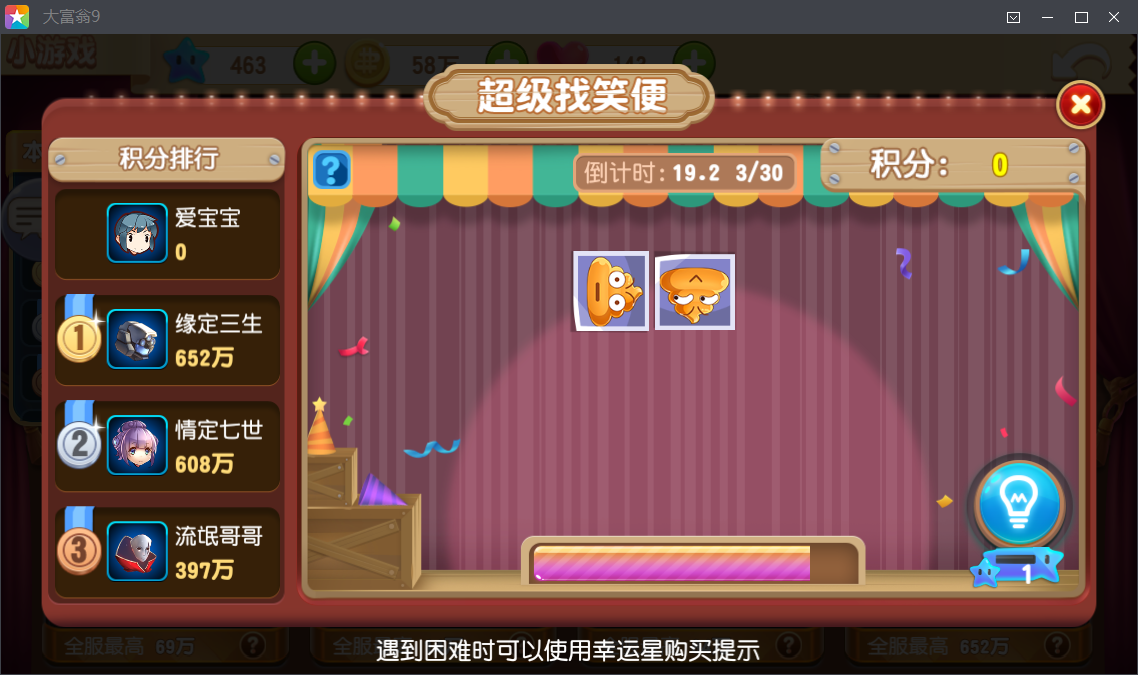 大富翁9
小游戏
463
58万
143
超级找笑便
积分排行
倒计时: 19.2 3/30
积分: 0
爱宝宝
0
1
缘定三生
652万
2
情定七世
608万
3
流氓哥哥
397万
1
全服最高 69万
全服最高 652万
遇到困难时可以使用幸运星购买提示